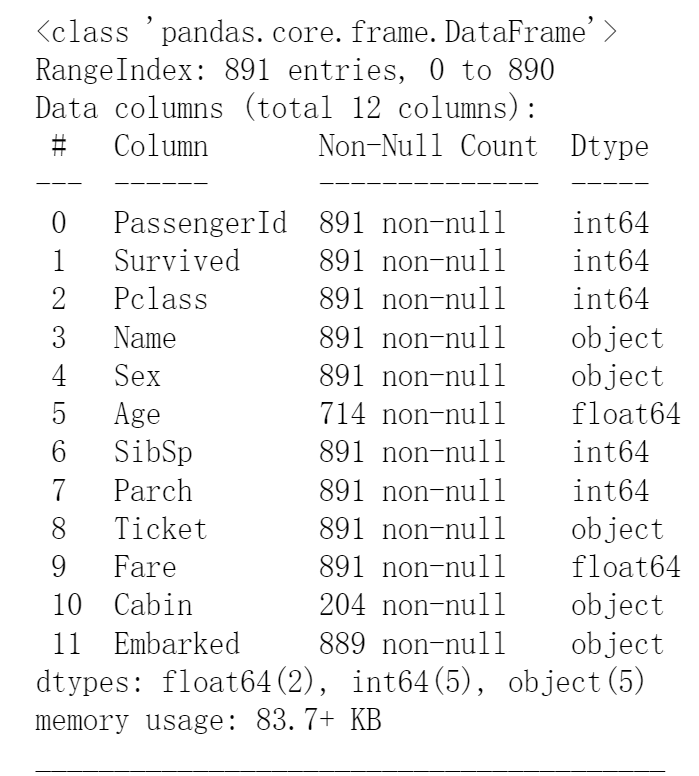 <class 'pandas.core.frame.DataFrame'>
RangeIndex: 891 entries, 0 to 890
Data columns (total 12 columns):
 #   Column       Non-Null Count  Dtype
---  ------       --------------  -----
 0   PassengerId  891 non-null    int64
 1   Survived     891 non-null    int64
 2   Pclass       891 non-null    int64
 3   Name         891 non-null    object
 4   Sex          891 non-null    object
 5   Age          714 non-null    float64
 6   SibSp        891 non-null    int64
 7   Parch        891 non-null    int64
 8   Ticket       891 non-null    object
 9   Fare         891 non-null    float64
 10  Cabin        204 non-null    object
 11  Embarked     889 non-null    object
dtypes: float64(2), int64(5), object(5)
memory usage: 83.7+ KB
________________________________________